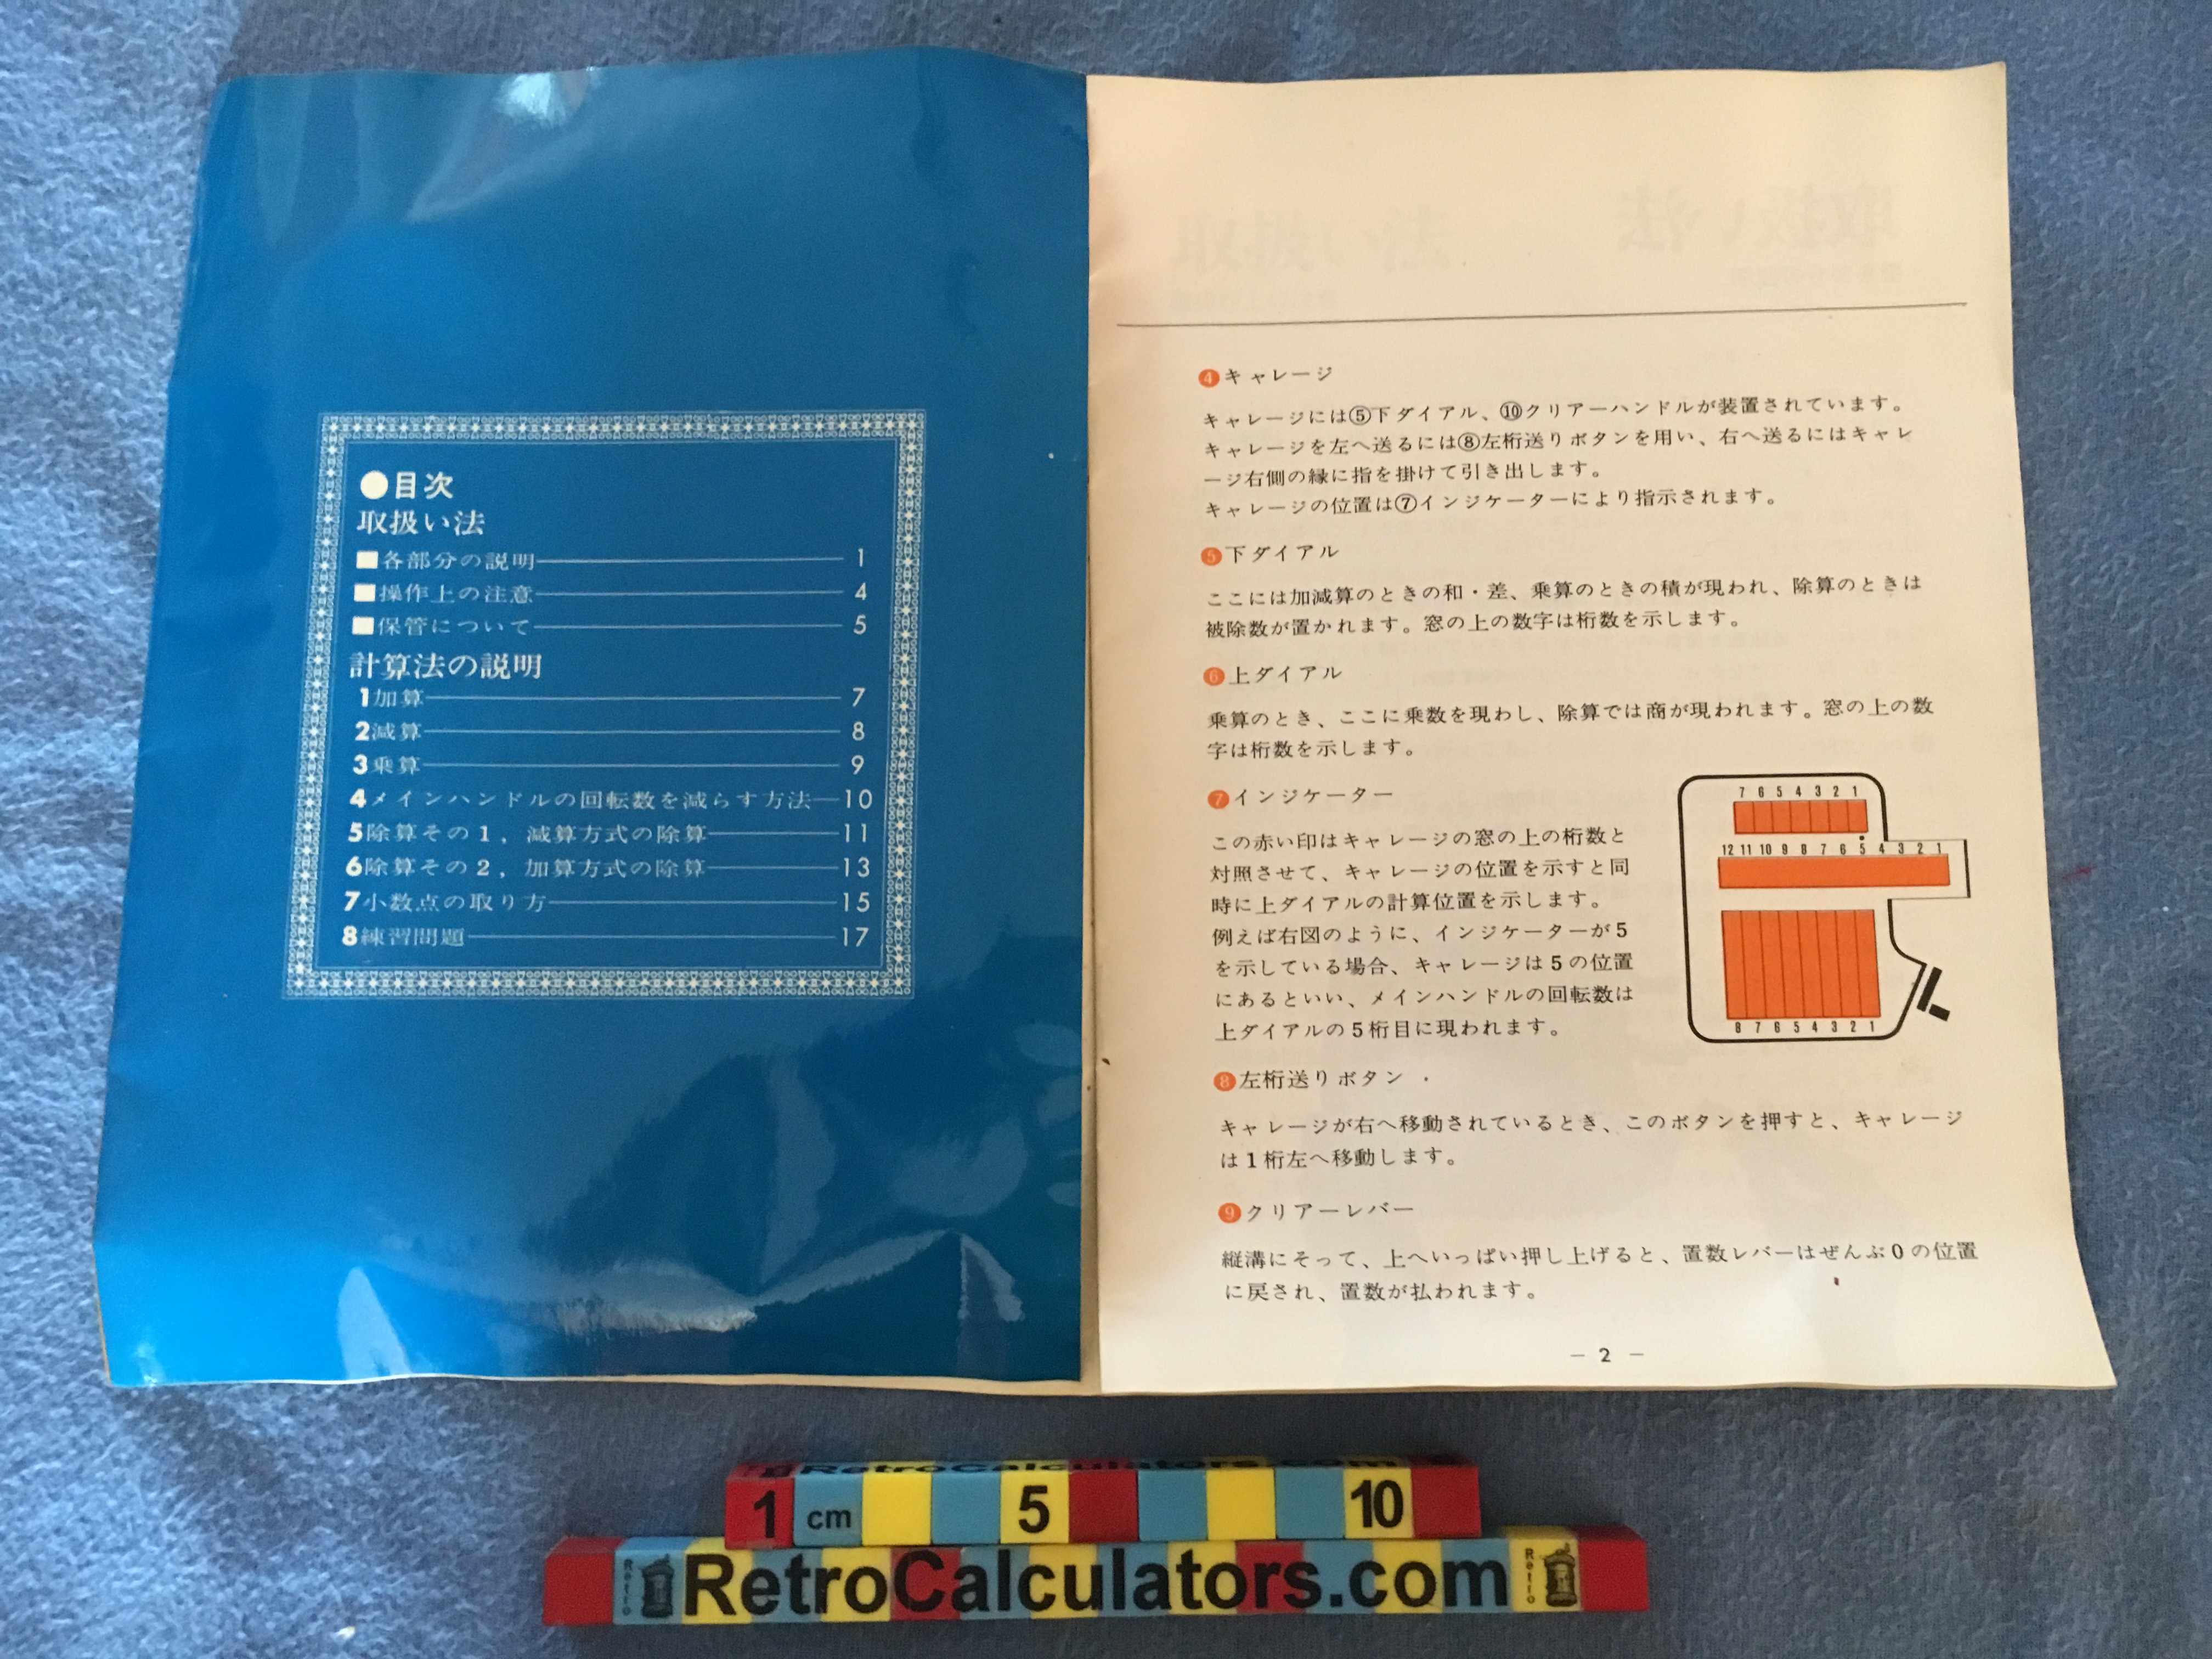 ●目次
取扱い法
■各部分の説明 1
■操作上の注意 4
■保管について 5
計算法の説明
1加算 7
2減算 8
3乗算 9
4メインハンドルの回転数を減らす方法 10
5除算その1，減算方式の除算 11
6除算その2，加算方式の除算 13
7小数点の取り方 15
8練習問題 17
取扱い法
❹キャレージ
キャレージには⑤下ダイアル、⑩クリアーハンドルが装置されています。
キャレージを左へ送るには⑧左桁送りボタンを用い、右へ送るにはキャレ
ージ右側の縁に指を掛けて引き出します。
キャレージの位置は⑦インジケーターにより指示されます。
❺下ダイアル
ここには加減算のときの和・差、乗算のときの積が現われ、除算のときは
被除数が置かれます。窓の上の数字は桁数を示します。
❻上ダイアル
乗算のとき、ここに乗数を現わし、除算では商が現われます。窓の上の数
字は桁数を示します。
❼インジケーター
この赤い印はキャレージの窓の上の桁数と
対照させて、キャレージの位置を示すと同
時に上ダイアルの計算位置を示します。
例えば右図のように、インジケーターが5
を示している場合、キャレージは5の位置
にあるといい、メインハンドルの回転数は
上ダイアルの5桁目に現われます。
7 6 5 4 3 2 1
12 11 10 9 8 7 6 5 4 3 2 1
8 7 6 5 4 3 2 1
❽左桁送りボタン
キャレージが右へ移動されているとき、このボタンを押すと、キャレージ
は1桁左へ移動します。
❾クリアーレバー
縦溝にそって、上へいっぱい押し上げると、置数レバーはぜんぶ0の位置
に戻され、置数が払われます。
— 2 —
RetroCalculators.com
1 cm 5 10
Retro RetroCalculators.com Retro